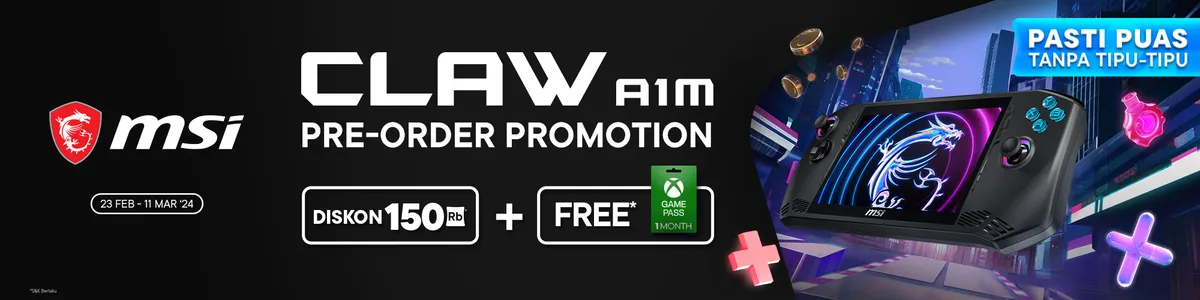 msi
23 FEB - 11 MAR '24
*S&K Berlaku
CLAW A1M
PRE-ORDER PROMOTION
DISKON 150 Rb*
+
FREE*
XBOX
GAME
PASS
1 MONTH
PASTI PUAS
TANPA TIPU-TIPU
msi